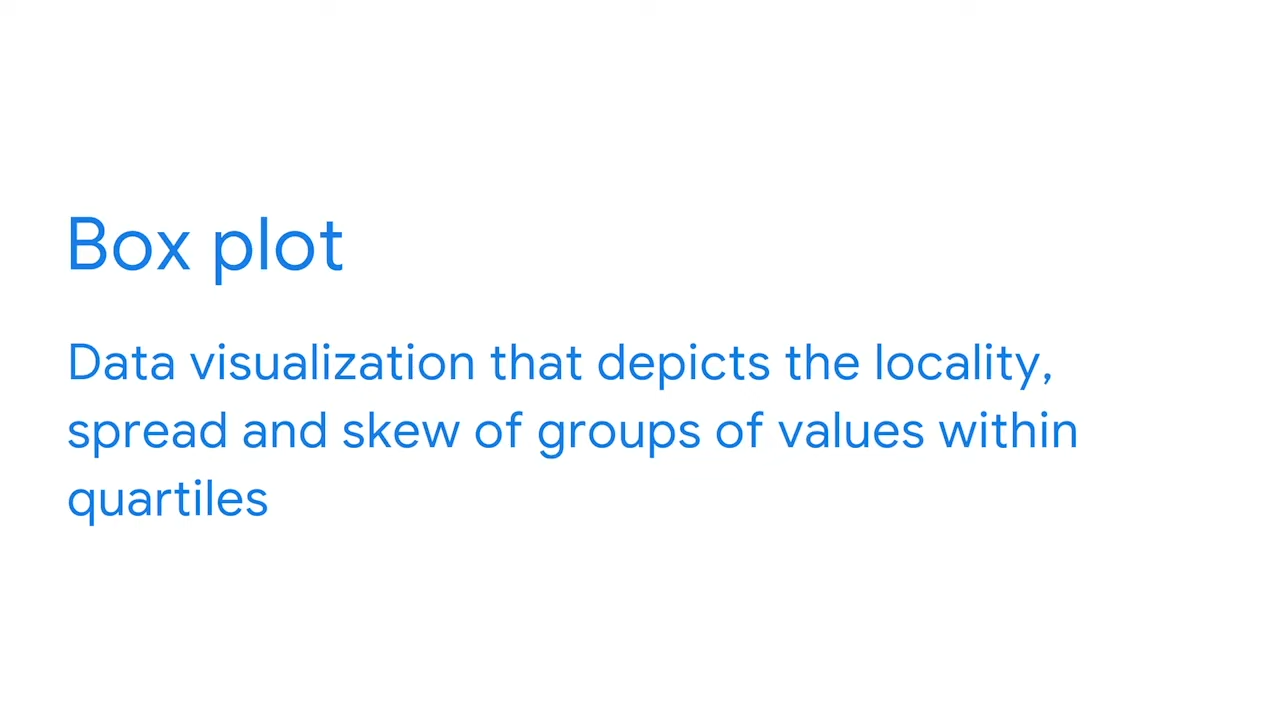 Box plot
Data visualization that depicts the locality,
spread and skew of groups of values within
quartiles